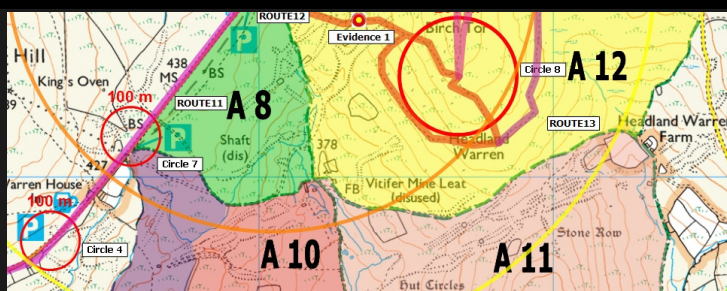 ROUTE12
Evidence 1
Birch Tor
Hill
438
MS
BS
King's Oven
100 m
BS
ROUTE11
A 8
Circle 8
A 12
ROUTE13
Headland Warre
Farm
Shaft
(dis)
378
Headland
Warren
Circle 7
427
arren House
100 m
FB
Vitifer Mine Leat
(disused)
Circle 4
A 10
A 11
Stone Row
Hut Circles